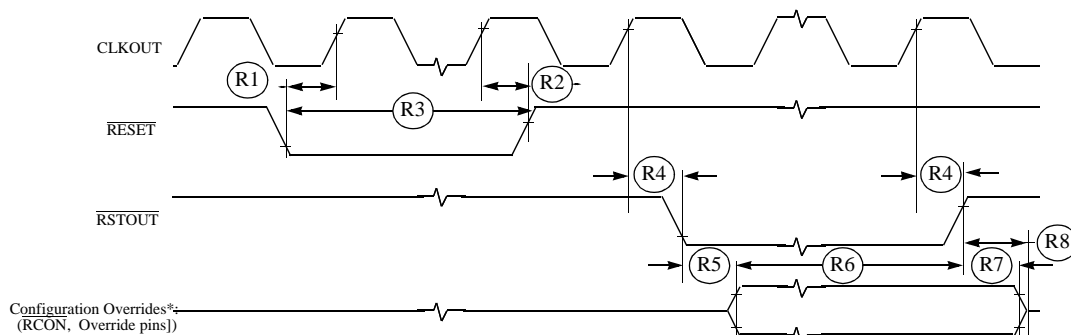 CLKOUT
R1
R2
R3
RESET
R4
R4
RSTOUT
R5
R6
R7
R8
Configuration Overrides*:
(RCON, Override pins])